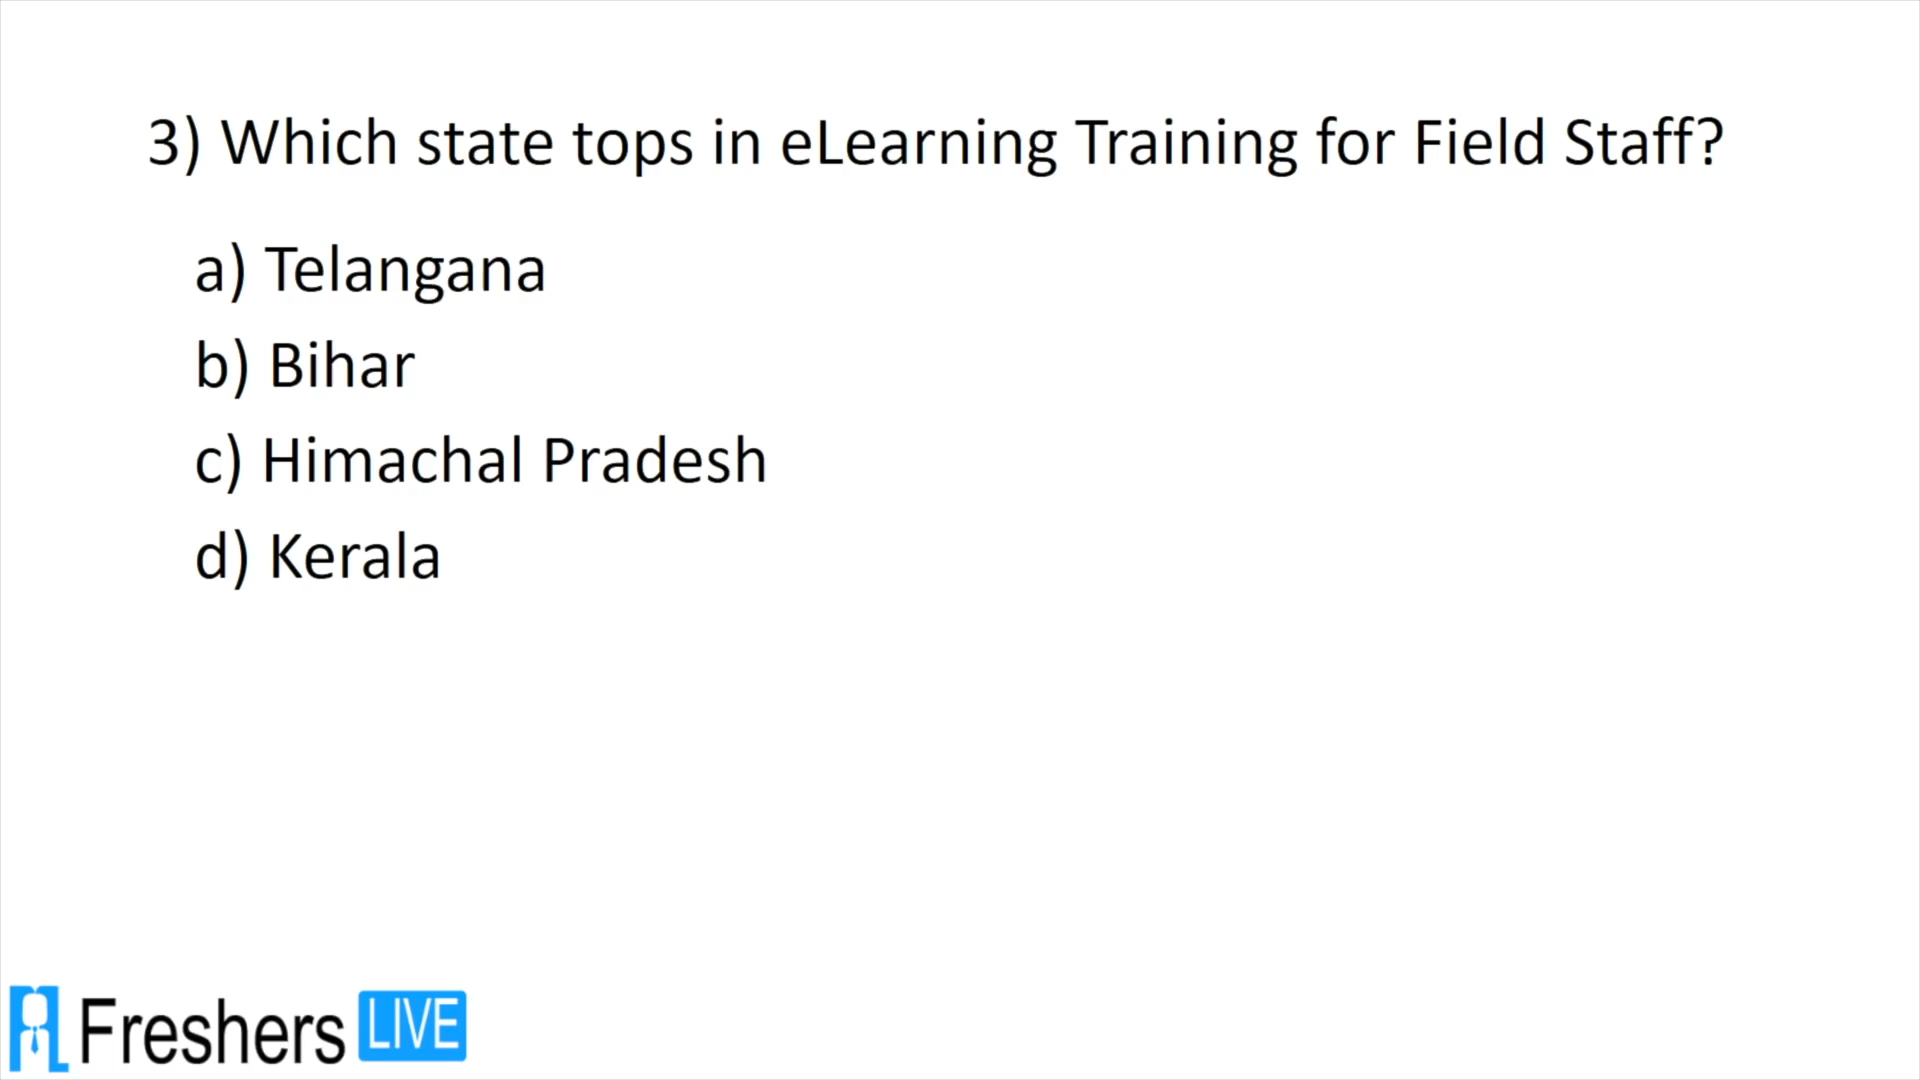 3) Which state tops in eLearning Training for Field Staff?
a) Telangana
b) Bihar
c) Himachal Pradesh
d) Kerala
Freshers LIVE